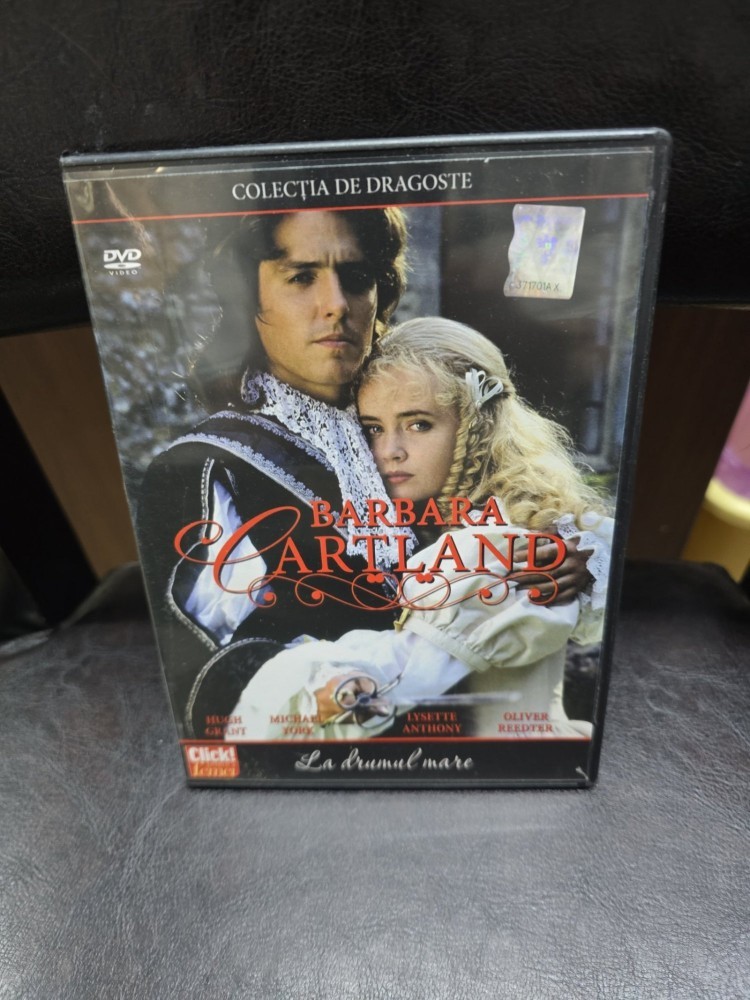 COLECȚIA DE DRAGOSTE
DVD
VIDEO
BARBARA
CARTLAND
HUGH
GRANT
MICHAEL
YORK
LYSETTE
ANTHONY
OLIVER
REEDTER
Click!
La drumul mare